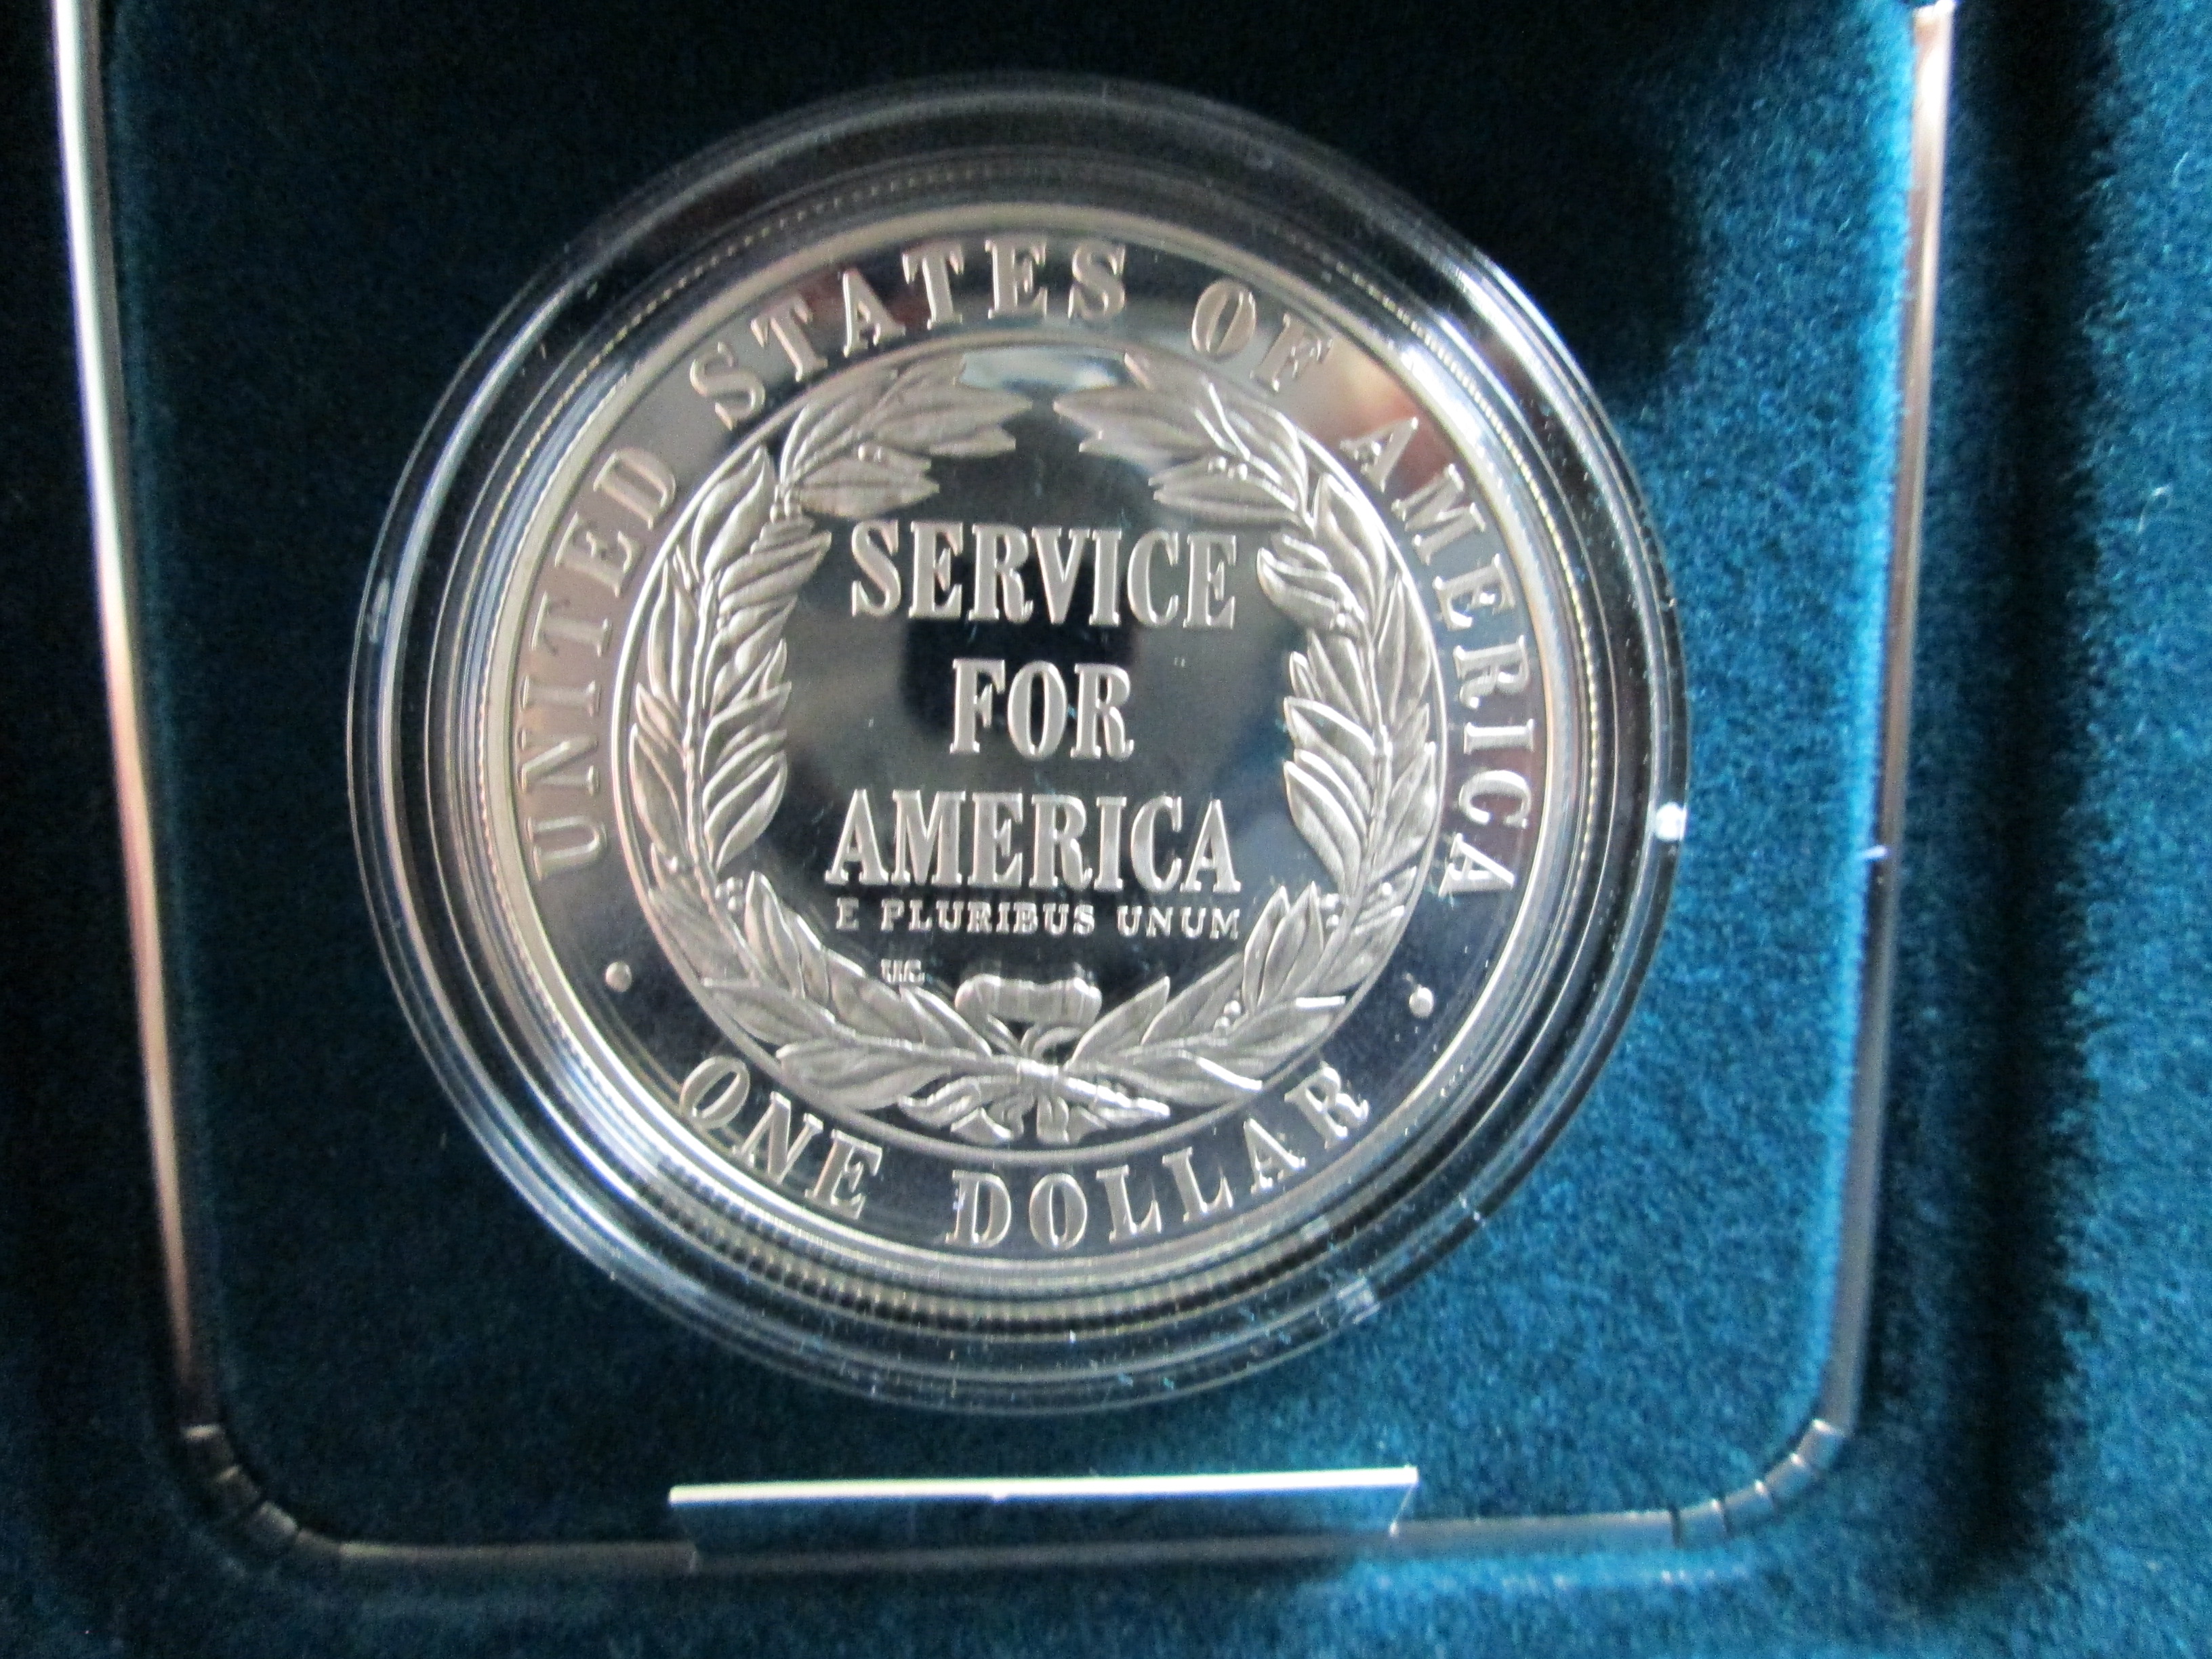 UNITED STATES OF AMERICA
SERVICE
FOR
AMERICA
E PLURIBUS UNUM
ONE DOLLAR